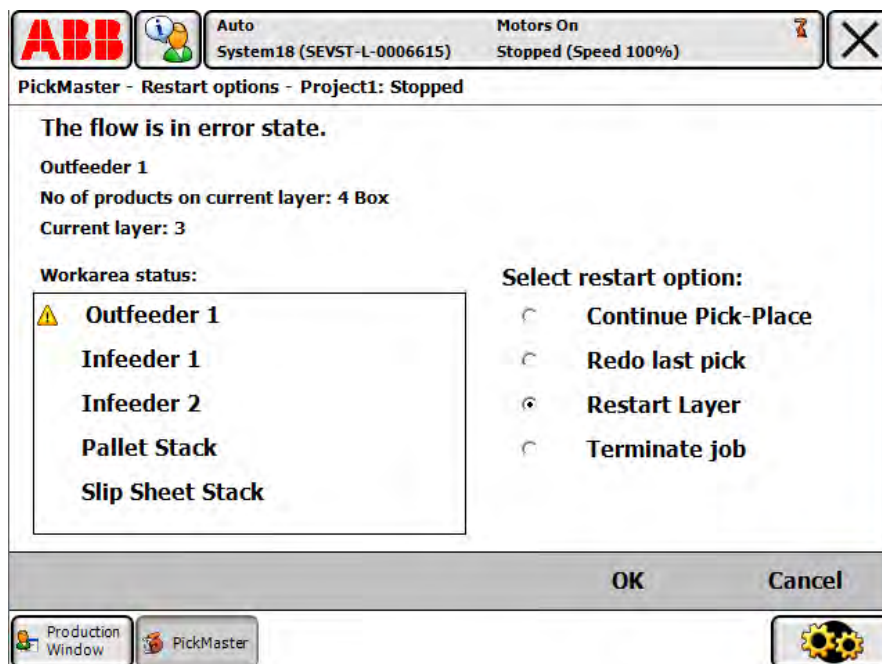 ABB
Auto
System18 (SEVST-L-0006615)
Motors On
Stopped (Speed 100%)
PickMaster - Restart options - Project1: Stopped
The flow is in error state.
Outfeeder 1
No of products on current layer: 4 Box
Current layer: 3
Workarea status:
Outfeeder 1
Infeeder 1
Infeeder 2
Pallet Stack
Slip Sheet Stack
Select restart option:
Continue Pick-Place
Redo last pick
Restart Layer
Terminate job
OK
Cancel
Production
Window
PickMaster